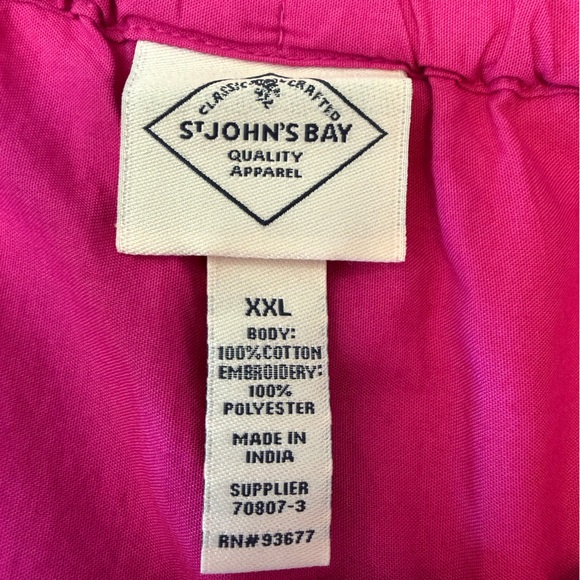 CLASSIC CRAFTED
ST JOHN'S BAY
QUALITY
APPAREL
XXL
BODY:
100% COTTON
EMBROIDERY:
100%
POLYESTER
MADE IN
INDIA
SUPPLIER
70807-3
RN#93677